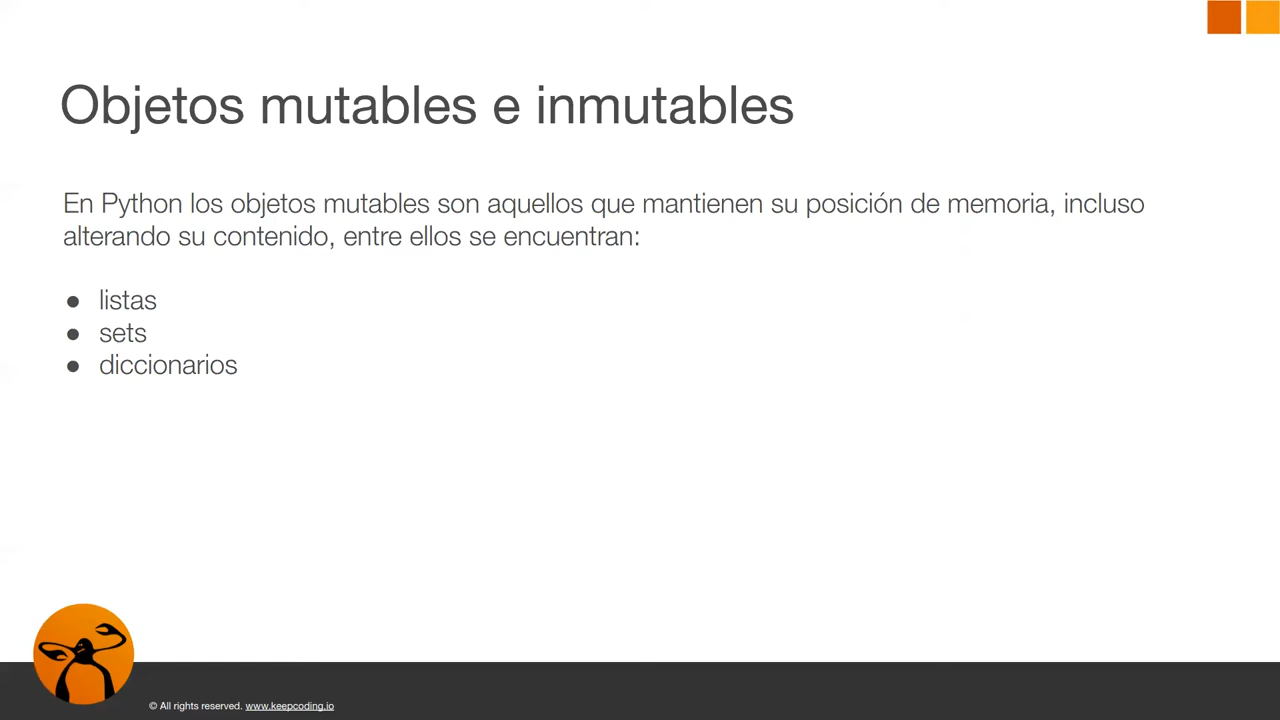 Objetos mutables e inmutables
En Python los objetos mutables son aquellos que mantienen su posición de memoria, incluso
alterando su contenido, entre ellos se encuentran:
● listas
● sets
● diccionarios
© All rights reserved. www.keepcoding.io